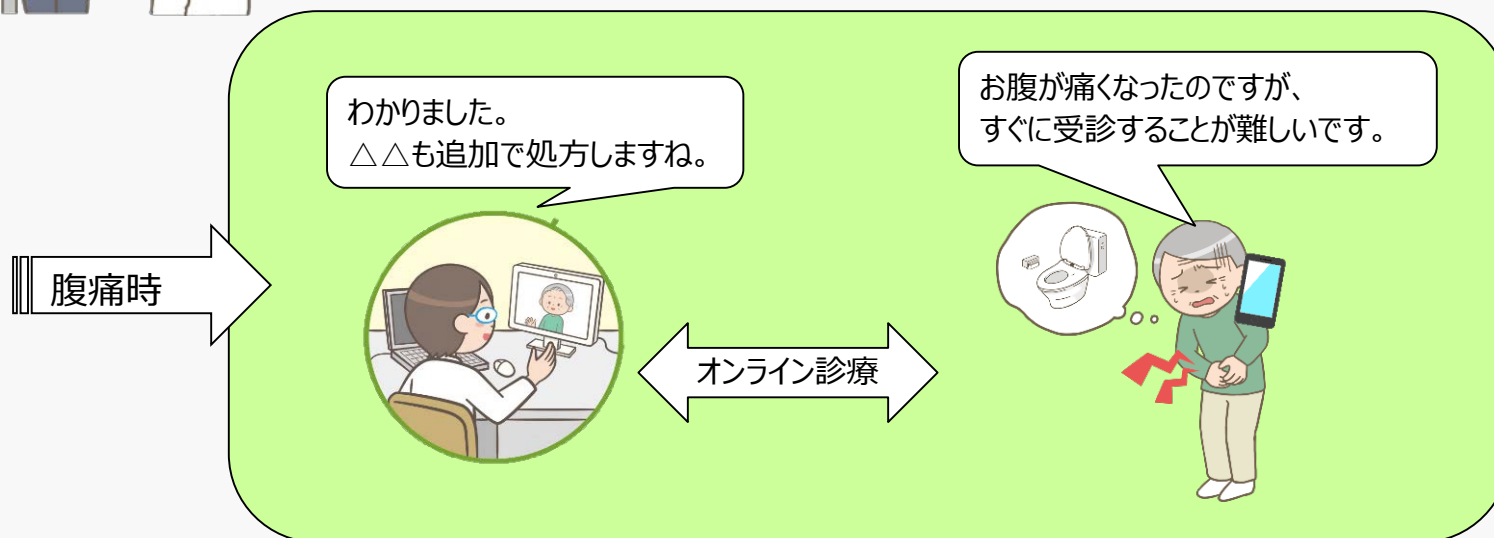 わかりました。
△△も追加で処方しますね。
お腹が痛くなったのですが、
すぐに受診することが難しいです。
腹痛時
オンライン診療